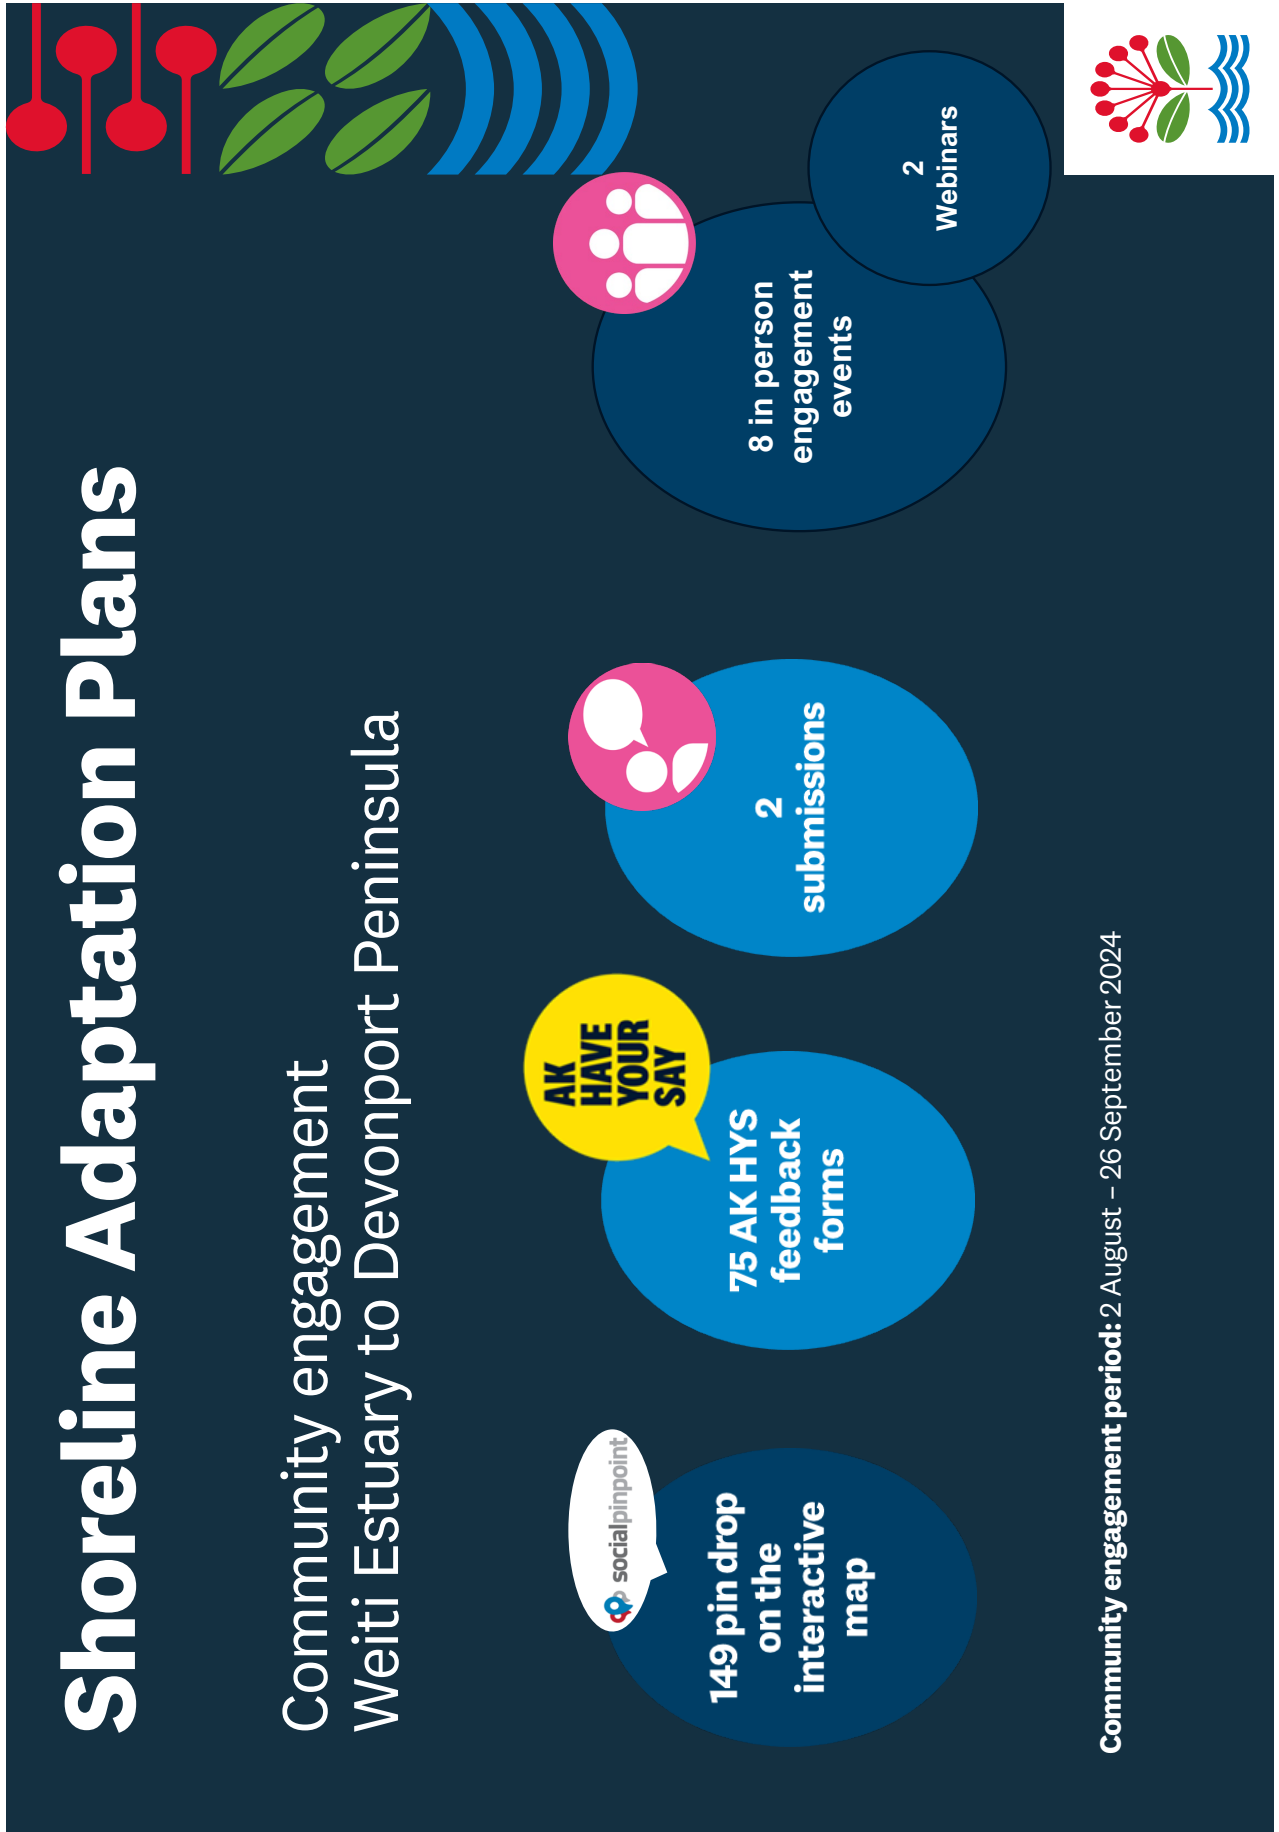 Shoreline Adaptation Plans
Community engagement
Weiti Estuary to Devonport Peninsula
socialpinpoint
149 pin drop
on the
interactive
map
AK
HAVE
YOUR
SAY
75 AK HYS
feedback
forms
2
submissions
8 in person
engagement
events
2
Webinars
Community engagement period: 2 August – 26 September 2024